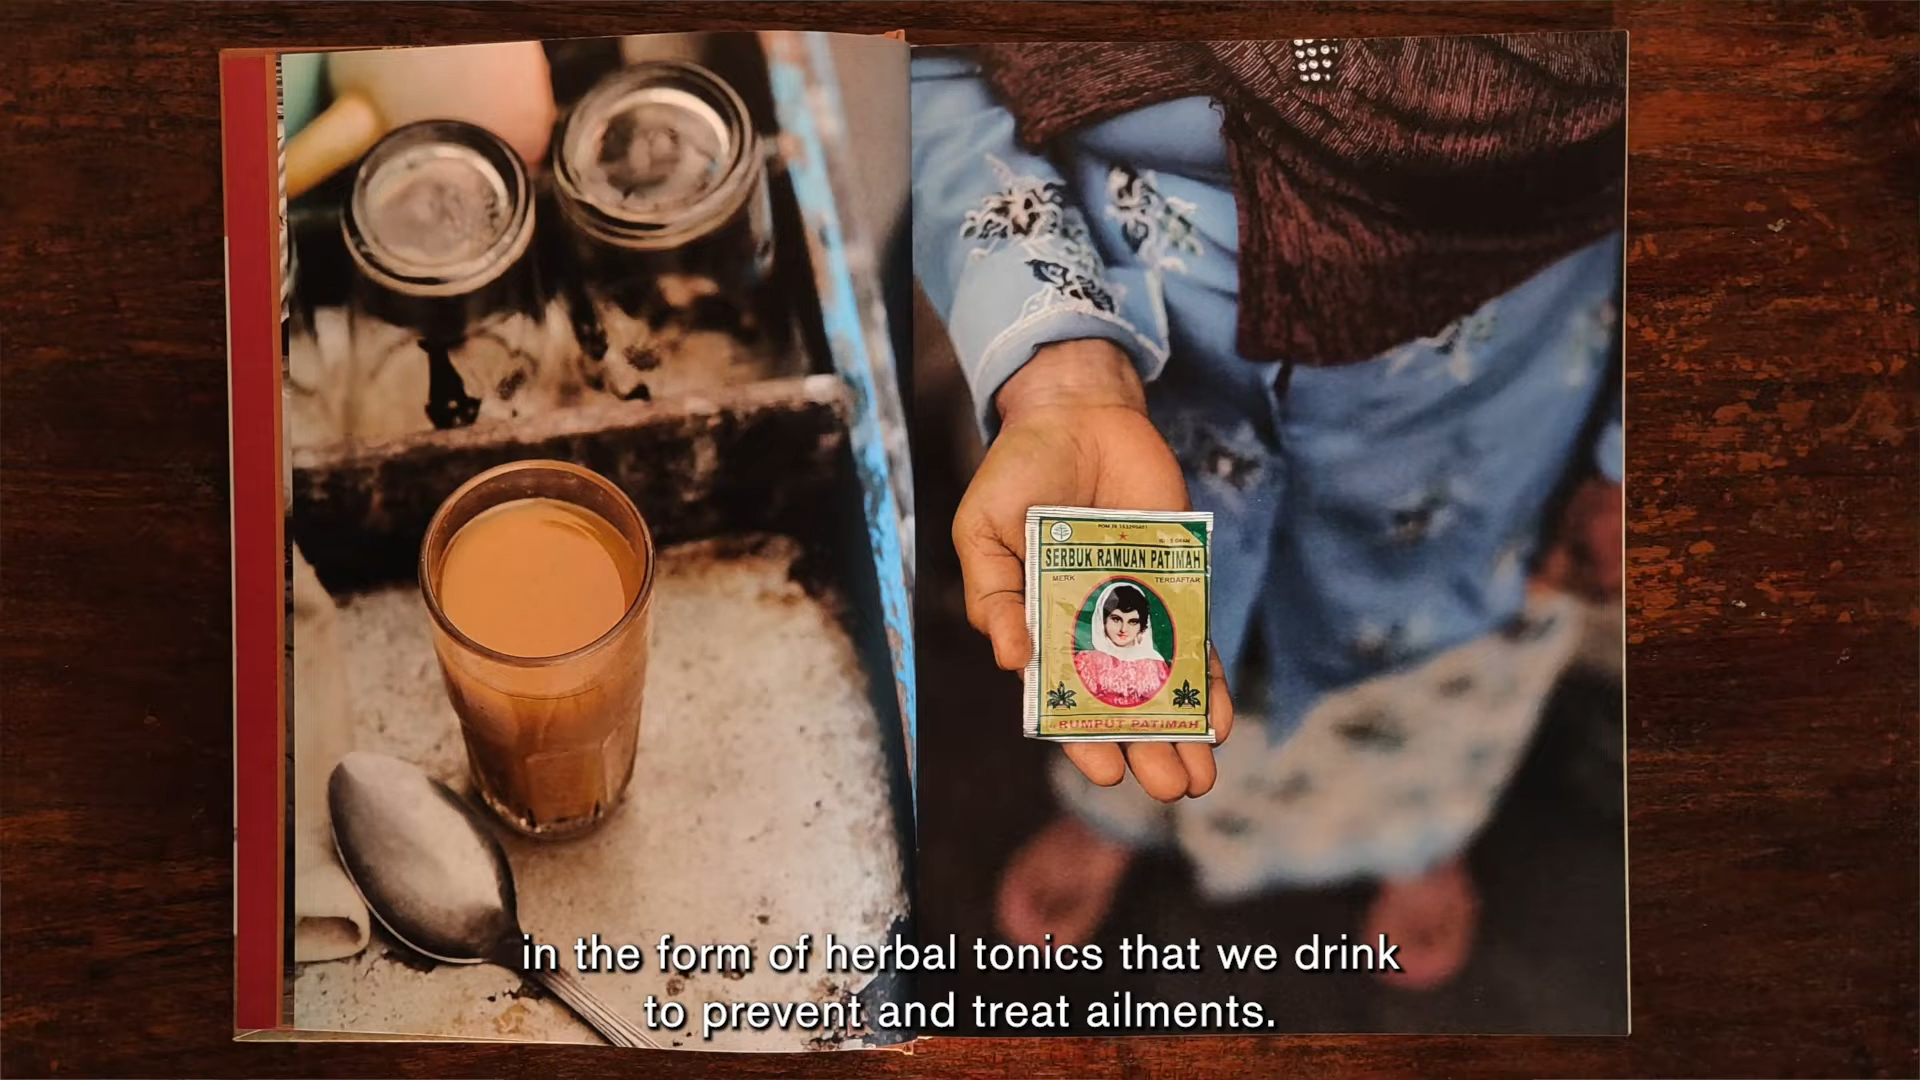 SERBUK RAMUAN PATIMAH
MERK TERDAFTAR
RUMPUT PATIMAH
in the form of herbal tonics that we drink
to prevent and treat ailments.